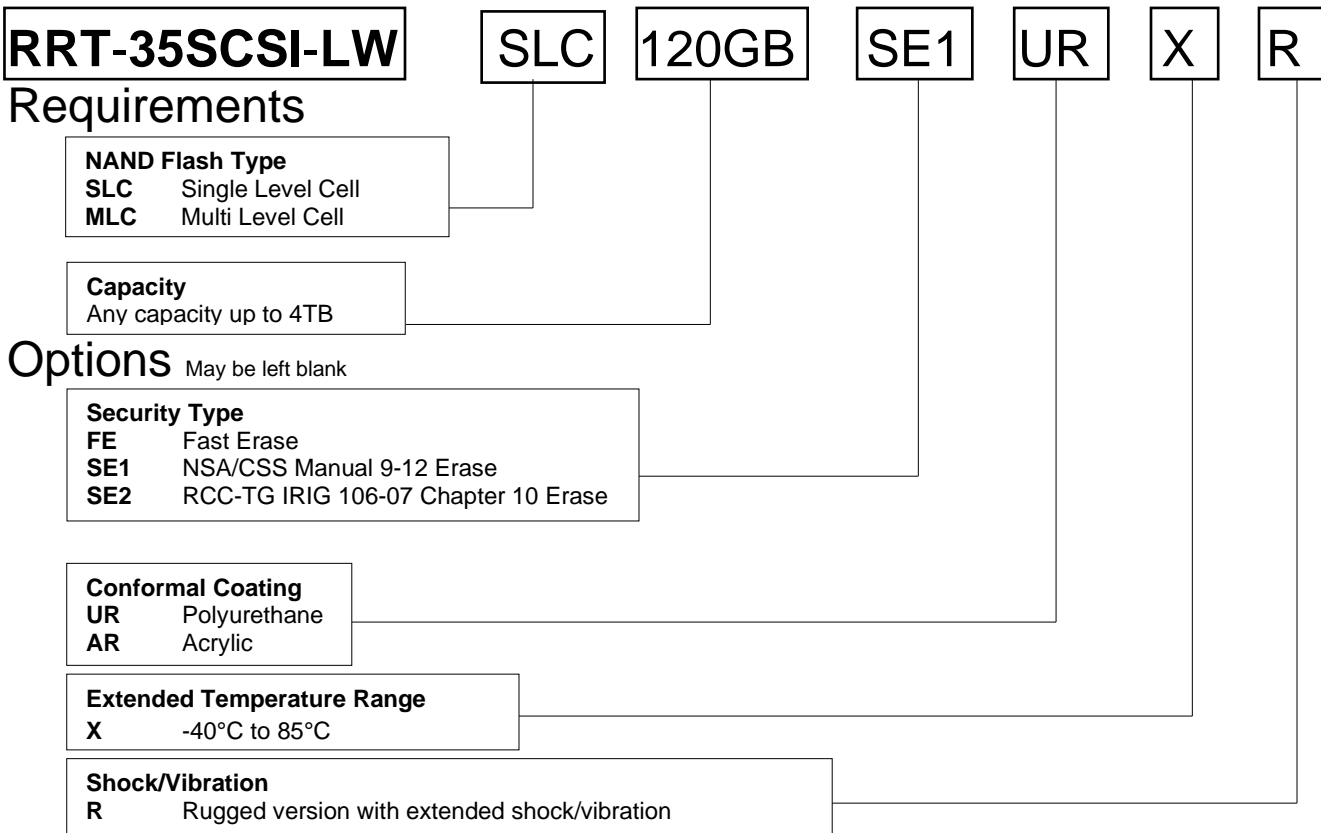 RRT-35SCSI-LW SLC 120GB SE1 UR X R
Requirements
NAND Flash Type
SLC Single Level Cell
MLC Multi Level Cell
Capacity
Any capacity up to 4TB
Options May be left blank
Security Type
FE Fast Erase
SE1 NSA/CSS Manual 9-12 Erase
SE2 RCC-TG IRIG 106-07 Chapter 10 Erase
Conformal Coating
UR Polyurethane
AR Acrylic
Extended Temperature Range
X -40°C to 85°C
Shock/Vibration
R Rugged version with extended shock/vibration